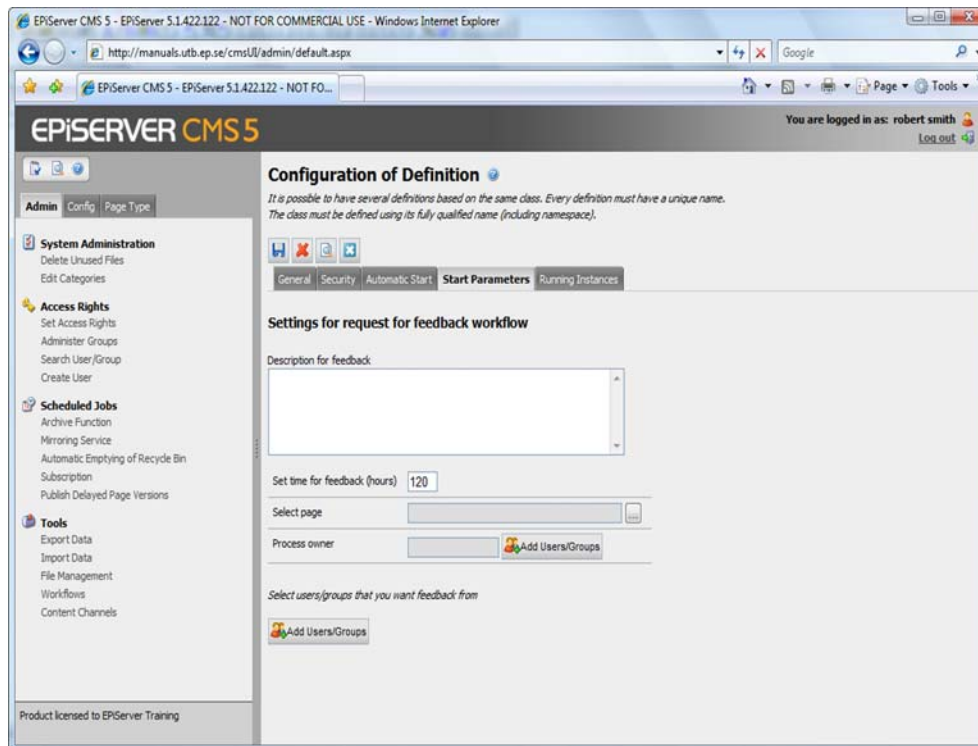 EPiServer CMS 5 - EPiServer 5.1.422.122 - NOT FOR COMMERCIAL USE - Windows Internet Explorer
http://manuals.utb.ep.se/cmsUI/admin/default.aspx
Google
EPiServer CMS 5 - EPiServer 5.1.422.122 - NOT FO...
Page
Tools
EPiSERVER CMS 5
You are logged in as: robert smith
Log out
Admin
Config
Page Type
System Administration
Delete Unused Files
Edit Categories
Access Rights
Set Access Rights
Administer Groups
Search User/Group
Create User
Scheduled Jobs
Archive Function
Mirroring Service
Automatic Emptying of Recycle Bin
Subscription
Publish Delayed Page Versions
Tools
Export Data
Import Data
File Management
Workflows
Content Channels
Product licensed to EPiServer Training
Configuration of Definition
It is possible to have several definitions based on the same class. Every definition must have a unique name.
The class must be defined using its fully qualified name (including namespace).
General
Security
Automatic Start
Start Parameters
Running Instances
Settings for request for feedback workflow
Description for feedback
Set time for feedback (hours) 120
Select page ...
Process owner Add Users/Groups
Select users/groups that you want feedback from
Add Users/Groups